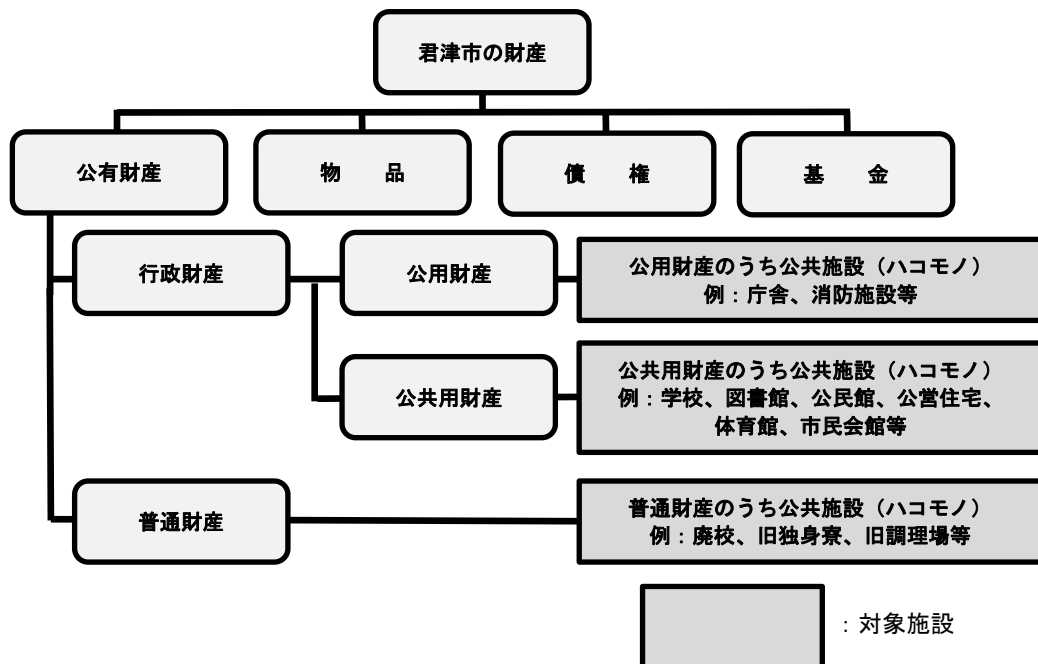 君津市の財産
公有財産
物　品
債　権
基　金
行政財産
公用財産
公用財産のうち公共施設（ハコモノ）
例：庁舎、消防施設等
公共用財産
公共用財産のうち公共施設（ハコモノ）
例：学校、図書館、公民館、公営住宅、
体育館、市民会館等
普通財産
普通財産のうち公共施設（ハコモノ）
例：廃校、旧独身寮、旧調理場等
：対象施設